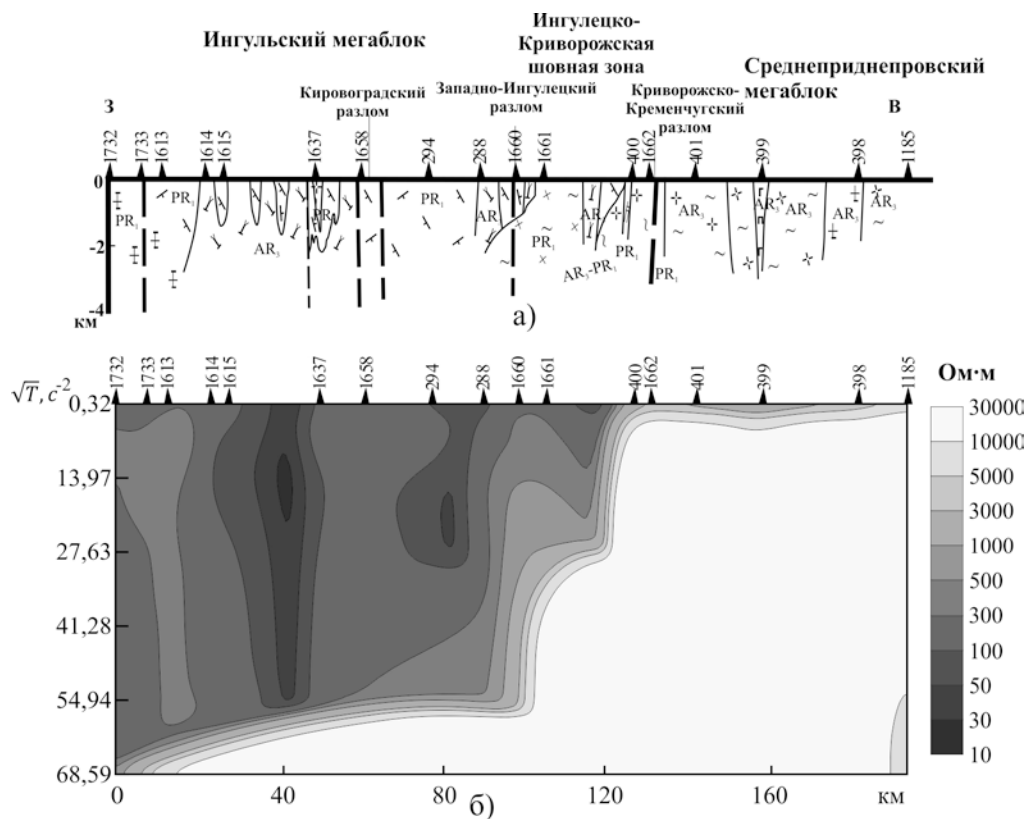 Ингульский мегаблок
Ингулецко-
Криворожская
шовная зона
Среднеприднепровский
мегаблок
Кировоградский
разлом
Западно-Ингулецкий
разлом
Криворожско-
Кременчугский
разлом
З
В
1732 1733 1613 1614 1615 1637 1658 294 288 1660 1661 400 1662 401 399 398 1185
0
-2
-4
км
PR₁ PR₁ AR₃ PR₁ AR PR₁ AR AR₃-PR₁ PR₁ PR₁ AR₃ AR₃ AR₃ AR₃ AR₃
а)
1732 1733 1613 1614 1615 1637 1658 294 288 1660 1661 400 1662 401 399 398 1185
√T, c⁻²
0,32
13,97
27,63
41,28
54,94
68,59
0 40 80 120 160 км
б)
Ом·м
30000
10000
5000
3000
1000
500
300
100
50
30
10